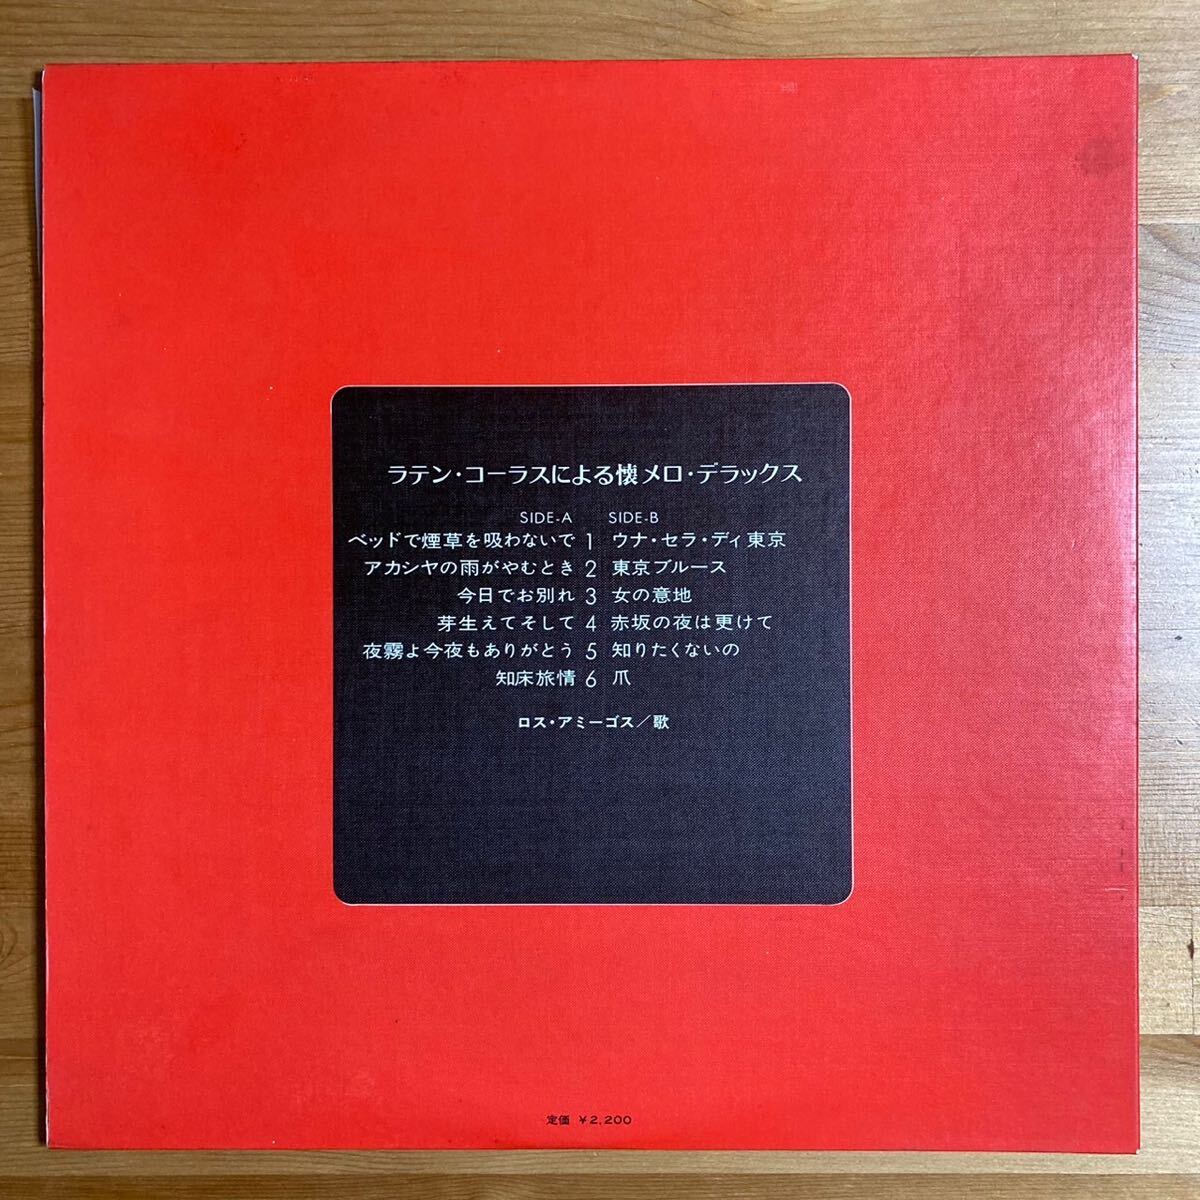 ラテン・コーラスによる懐メロ・デラックス
SIDE-A SIDE-B
ベッドで煙草を吸わないで 1 ウナ・セラ・ディ東京
アカシヤの雨がやむとき 2 東京ブルース
今日でお別れ 3 女の意地
芽生えてそして 4 赤坂の夜は更けて
夜霧よ今夜もありがとう 5 知りたくないの
知床旅情 6 爪
ロス・アミーゴス／歌
定価 ¥2,200